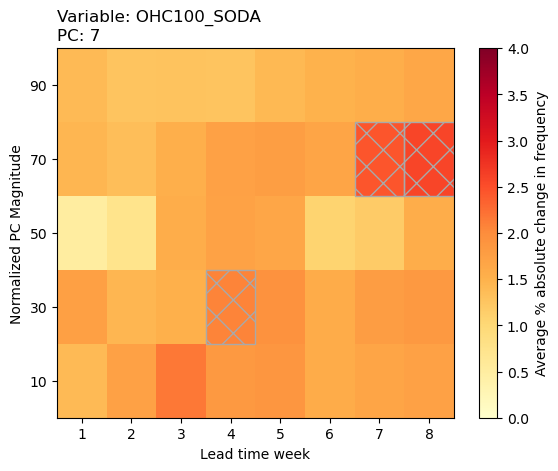 Variable: OHC100_SODA
PC: 7
90
70
50
30
10
Normalized PC Magnitude
1 2 3 4 5 6 7 8
Lead time week
4.0
3.5
3.0
2.5
2.0
1.5
1.0
0.5
0.0
Average % absolute change in frequency